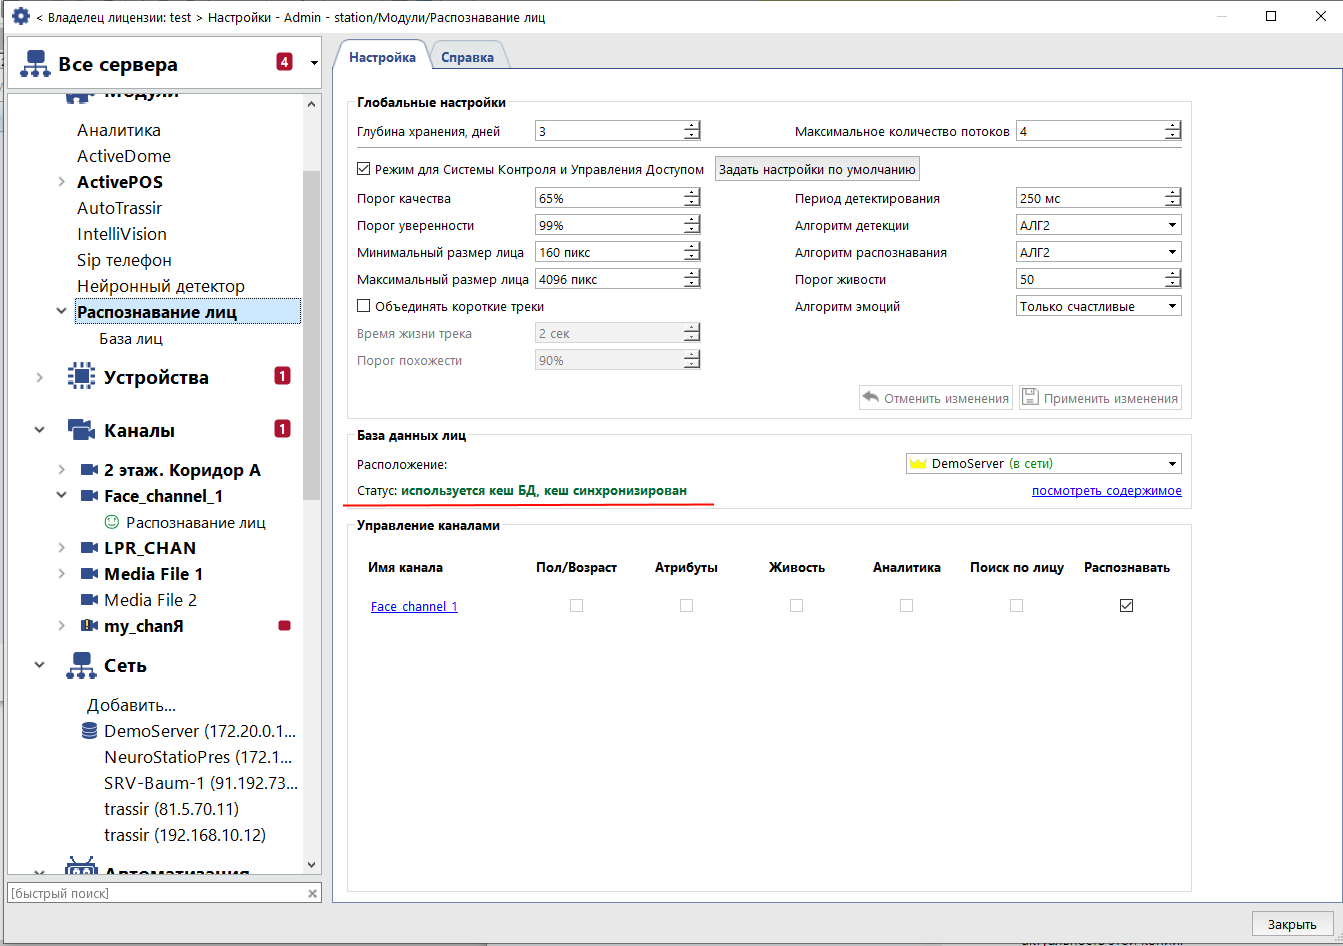 < Владелец лицензии: test > Настройки - Admin - station/Модули/Распознавание лиц
Все сервера
4
Модули
Аналитика
ActiveDome
ActivePOS
AutoTrassir
IntelliVision
Sip телефон
Нейронный детектор
Распознавание лиц
База лиц
Устройства
1
Каналы
1
2 этаж. Коридор А
Face_channel_1
Распознавание лиц
LPR_CHAN
Media File 1
Media File 2
my_chanЯ
Сеть
Добавить...
DemoServer (172.20.0.1...
NeuroStatioPres (172.1...
SRV-Baum-1 (91.192.73...
trassir (81.5.70.11)
trassir (192.168.10.12)
Автоматизация
[быстрый поиск]
Настройка
Справка
Глобальные настройки
Глубина хранения, дней 3
Максимальное количество потоков 4
Режим для Системы Контроля и Управления Доступом
Задать настройки по умолчанию
Порог качества 65%
Период детектирования 250 мс
Порог уверенности 99%
Алгоритм детекции АЛГ2
Минимальный размер лица 160 пикс
Алгоритм распознавания АЛГ2
Максимальный размер лица 4096 пикс
Порог живости 50
Объединять короткие треки
Алгоритм эмоций Только счастливые
Время жизни трека 2 сек
Порог похожести 90%
Отменить изменения
Применить изменения
База данных лиц
Расположение:
DemoServer (в сети)
Статус: используется кеш БД, кеш синхронизирован
посмотреть содержимое
Управление каналами
Имя канала Пол/Возраст Атрибуты Живость Аналитика Поиск по лицу Распознавать
Face_channel_1
Закрыть